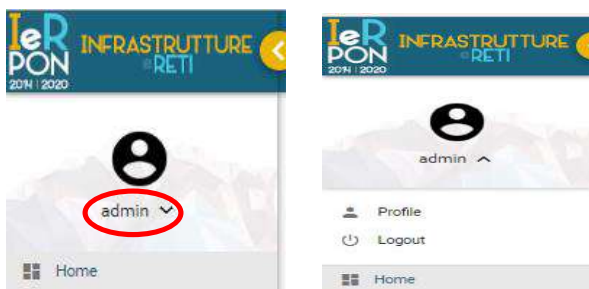 IeR
PON
2014 | 2020
INFRASTRUTTURE
e RETI
admin
Home
IeR
PON
2014 | 2020
INFRASTRUTTURE
e RETI
admin
Profile
Logout
Home